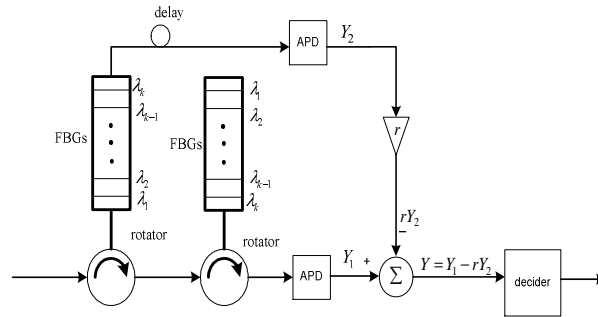 delay
APD
Y₂
λₖ
λₖ₋₁
FBGs
λ₂
λ₁
λ₁
λ₂
FBGs
λₖ₋₁
λₖ
r
rY₂
−
rotator
rotator
APD
Y₁ +
Σ
Y = Y₁ − rY₂
decider